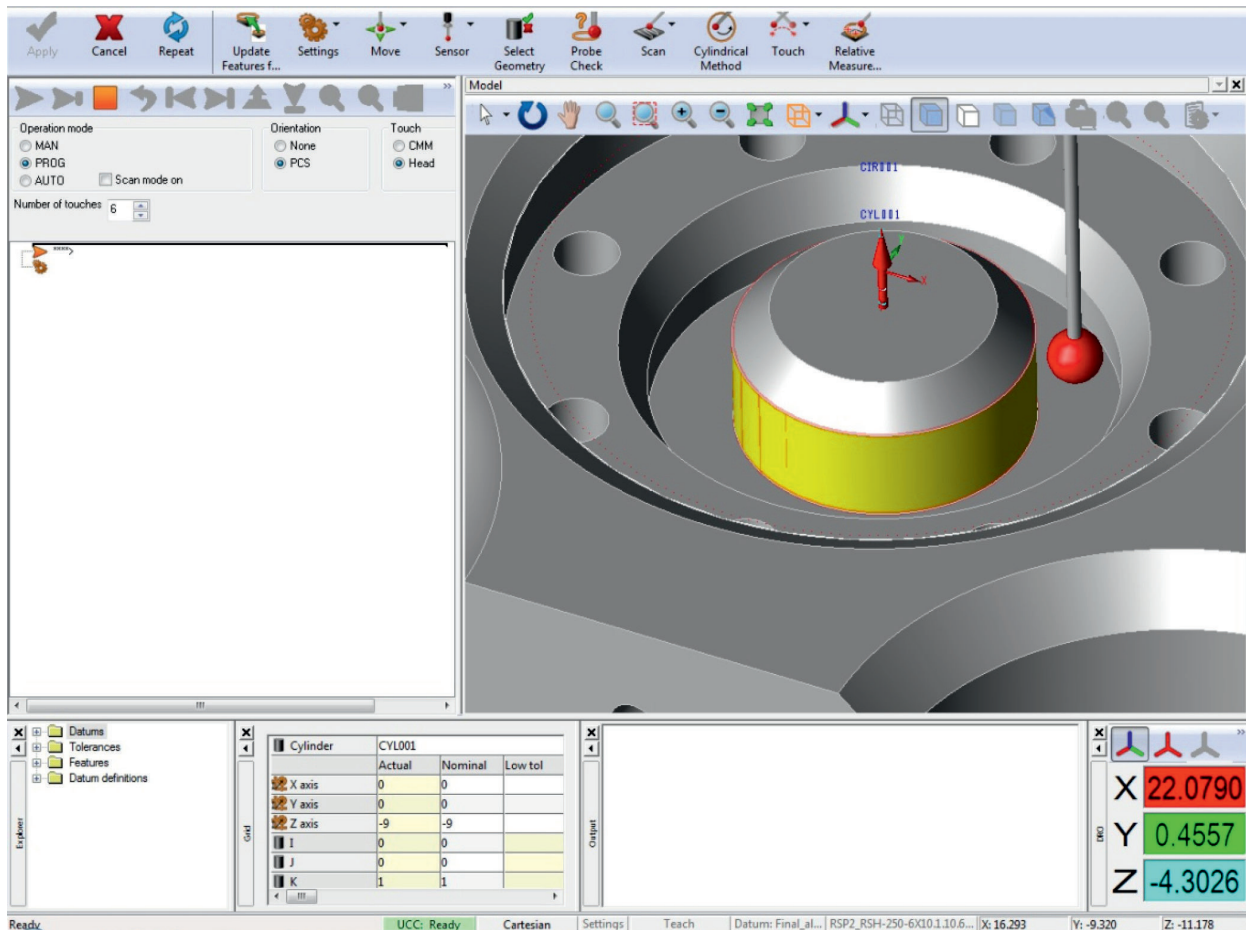 Apply
Cancel
Repeat
Update
Features f...
Settings
Move
Sensor
Select
Geometry
Probe
Check
Scan
Cylindrical
Method
Touch
Relative
Measure...
Operation mode
MAN
PROG
AUTO
Scan mode on
Orientation
None
PCS
Touch
CMM
Head
Number of touches 6
Model
CIR001
CYL001
Y
X
Datums
Tolerances
Features
Datum definitions
Explorer
Grid
Cylinder CYL001
Actual Nominal Low tol
X axis 0 0
Y axis 0 0
Z axis -9 -9
I 0 0
J 0 0
K 1 1
Output
DRO
X 22.0790
Y 0.4557
Z -4.3026
Ready
UCC: Ready
Cartesian
Settings
Teach
Datum: Final_al...
RSP2_RSH-250-6X10.1.10.6...
X: 16.293
Y: -9.320
Z: -11.178